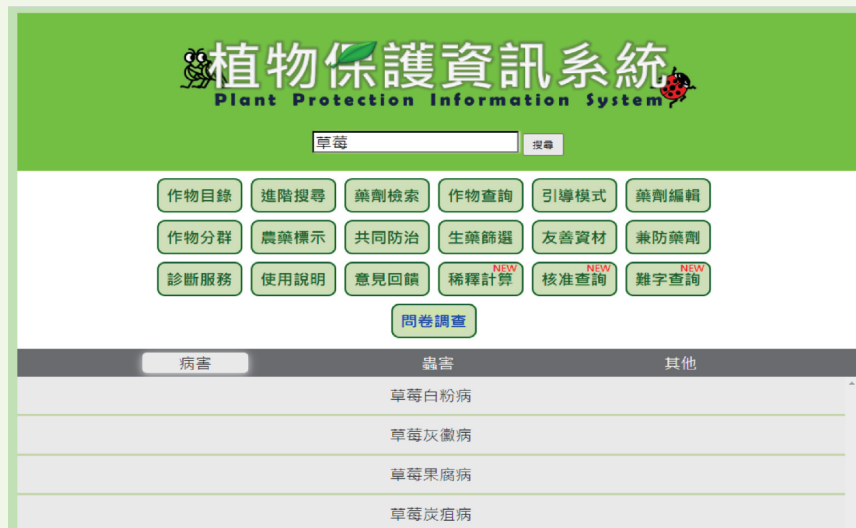 植物保護資訊系統
Plant Protection Information System
草莓 搜尋
作物目錄 進階搜尋 藥劑檢索 作物查詢 引導模式 藥劑編輯
作物分群 農藥標示 共同防治 生藥篩選 友善資材 兼防藥劑
診斷服務 使用說明 意見回饋 稀釋計算 NEW 核准查詢 NEW 難字查詢 NEW
問卷調查
病害 蟲害 其他
草莓白粉病
草莓灰黴病
草莓果腐病
草莓炭疽病